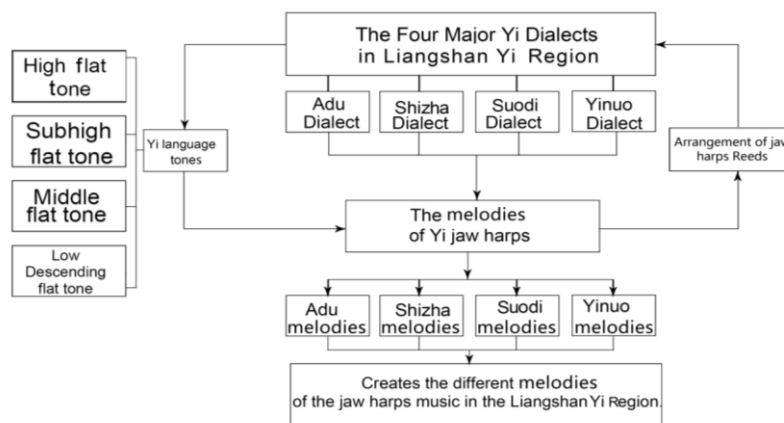 The Four Major Yi Dialects
in Liangshan Yi Region
High flat
tone
Subhigh
flat tone
Middle
flat tone
Low
Descending
flat tone
Yi language
tones
Adu
Dialect
Shizha
Dialect
Suodi
Dialect
Yinuo
Dialect
Arrangement of jaw
harps Reeds
The melodies
of Yi jaw harps
Adu
melodies
Shizha
melodies
Suodi
melodies
Yinuo
melodies
Creates the different melodies
of the jaw harps music in the Liangshan Yi Region.